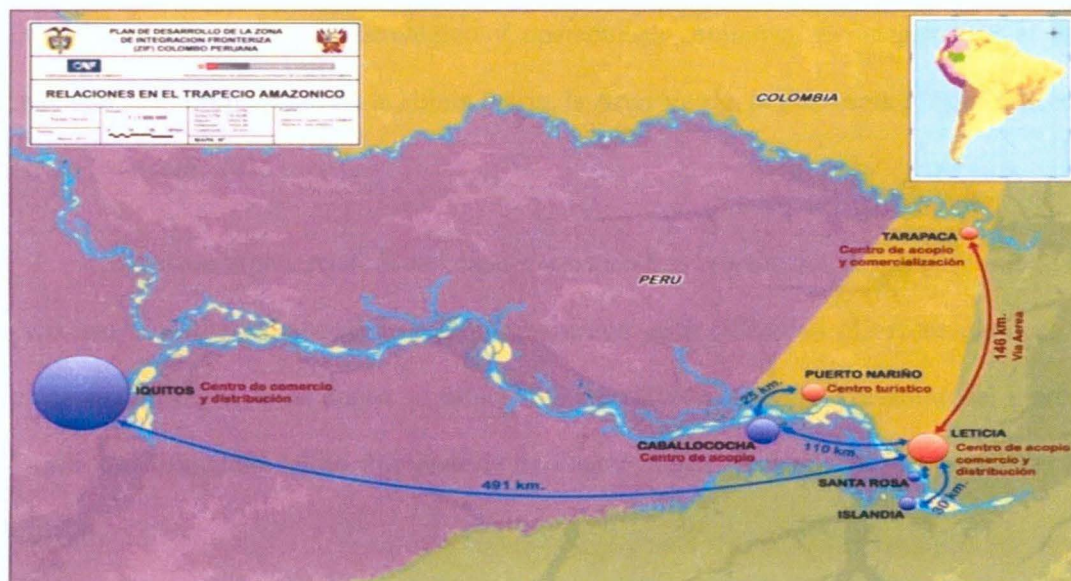 PLAN DE DESARROLLO DE LA ZONA
DE INTEGRACION FRONTERIZA
(ZIF) COLOMBO PERUANA
RELACIONES EN EL TRAPECIO AMAZONICO
COLOMBIA
PERU
TARAPACA
Centro de acopio
y comercialización
146 km.
Vía Aerea
IQUITOS
Centro de comercio
y distribución
PUERTO NARIÑO
Centro turístico
25 km.
CABALLOCOCHA
Centro de acopio
110 km.
LETICIA
Centro de acopio
comercio y
distribución
SANTA ROSA
30 km.
ISLANDIA
491 km.